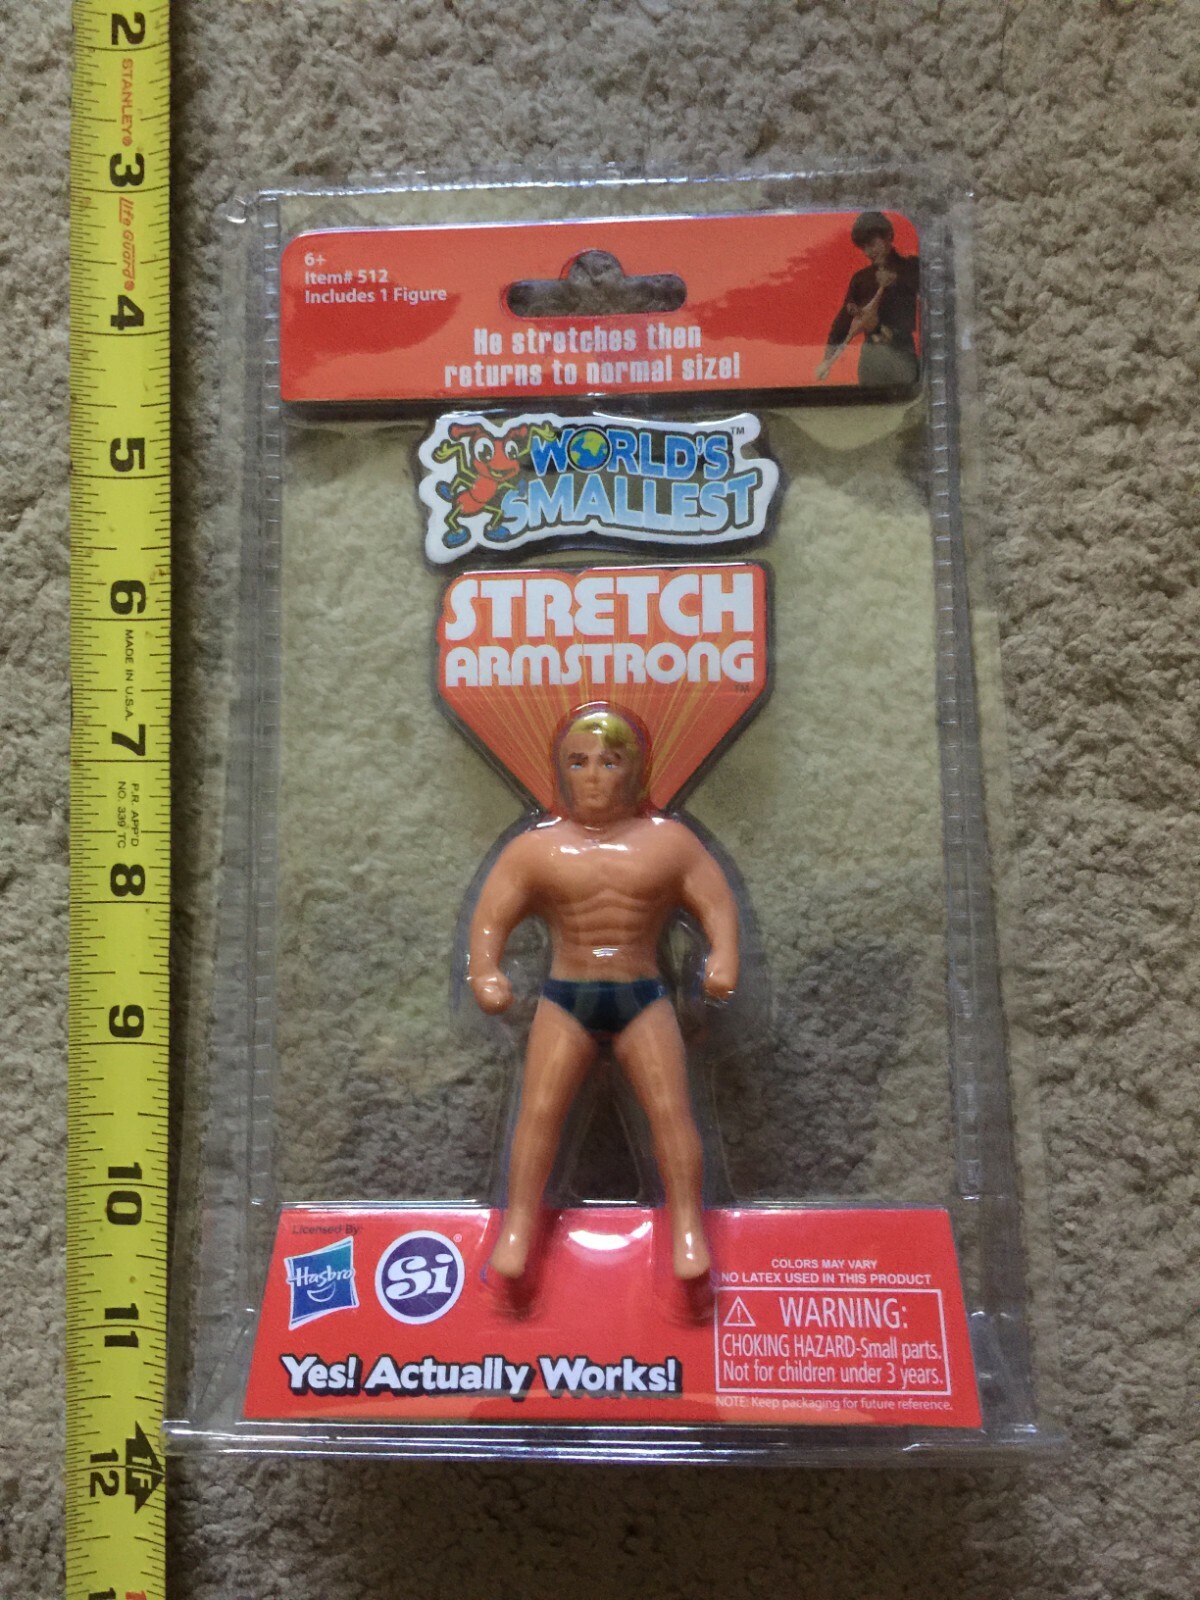 2
STANLEY®
3
Life Guard®
4
5
6
MADE IN U.S.A.
7
P.R. APP'D
NO. 339 TC
8
9
10
11
12
1F
6+
Item# 512
Includes 1 Figure
He stretches then
returns to normal size!
WORLD'S™
SMALLEST
STRETCH
ARMSTRONG
TM
Licensed By:
Hasbro
Si®
Yes! Actually Works!
COLORS MAY VARY
NO LATEX USED IN THIS PRODUCT
WARNING:
CHOKING HAZARD-Small parts.
Not for children under 3 years.
NOTE: Keep packaging for future reference.